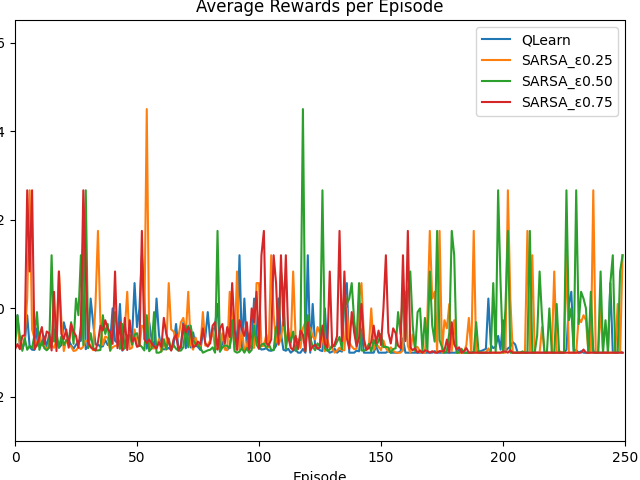 Average Rewards per Episode
QLearn
SARSA_ε0.25
SARSA_ε0.50
SARSA_ε0.75
6
4
2
0
2
0 50 100 150 200 250
Episode